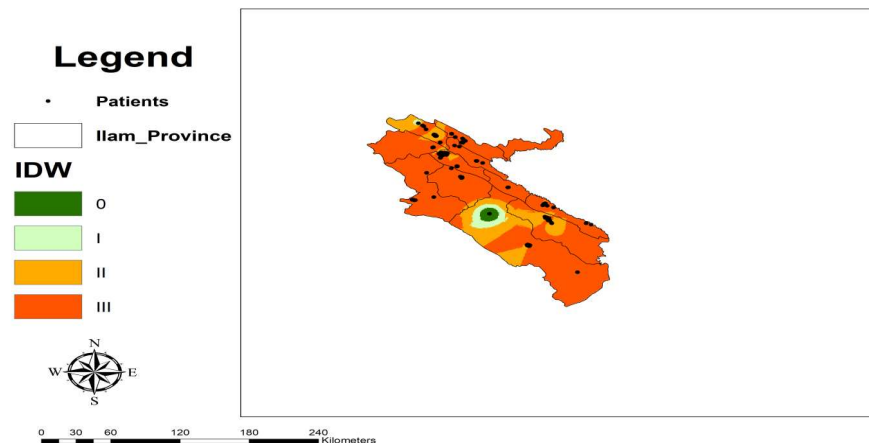 Legend
Patients
Ilam_Province
IDW
0
I
II
III
N
W E
S
0 30 60 120 180 240
Kilometers